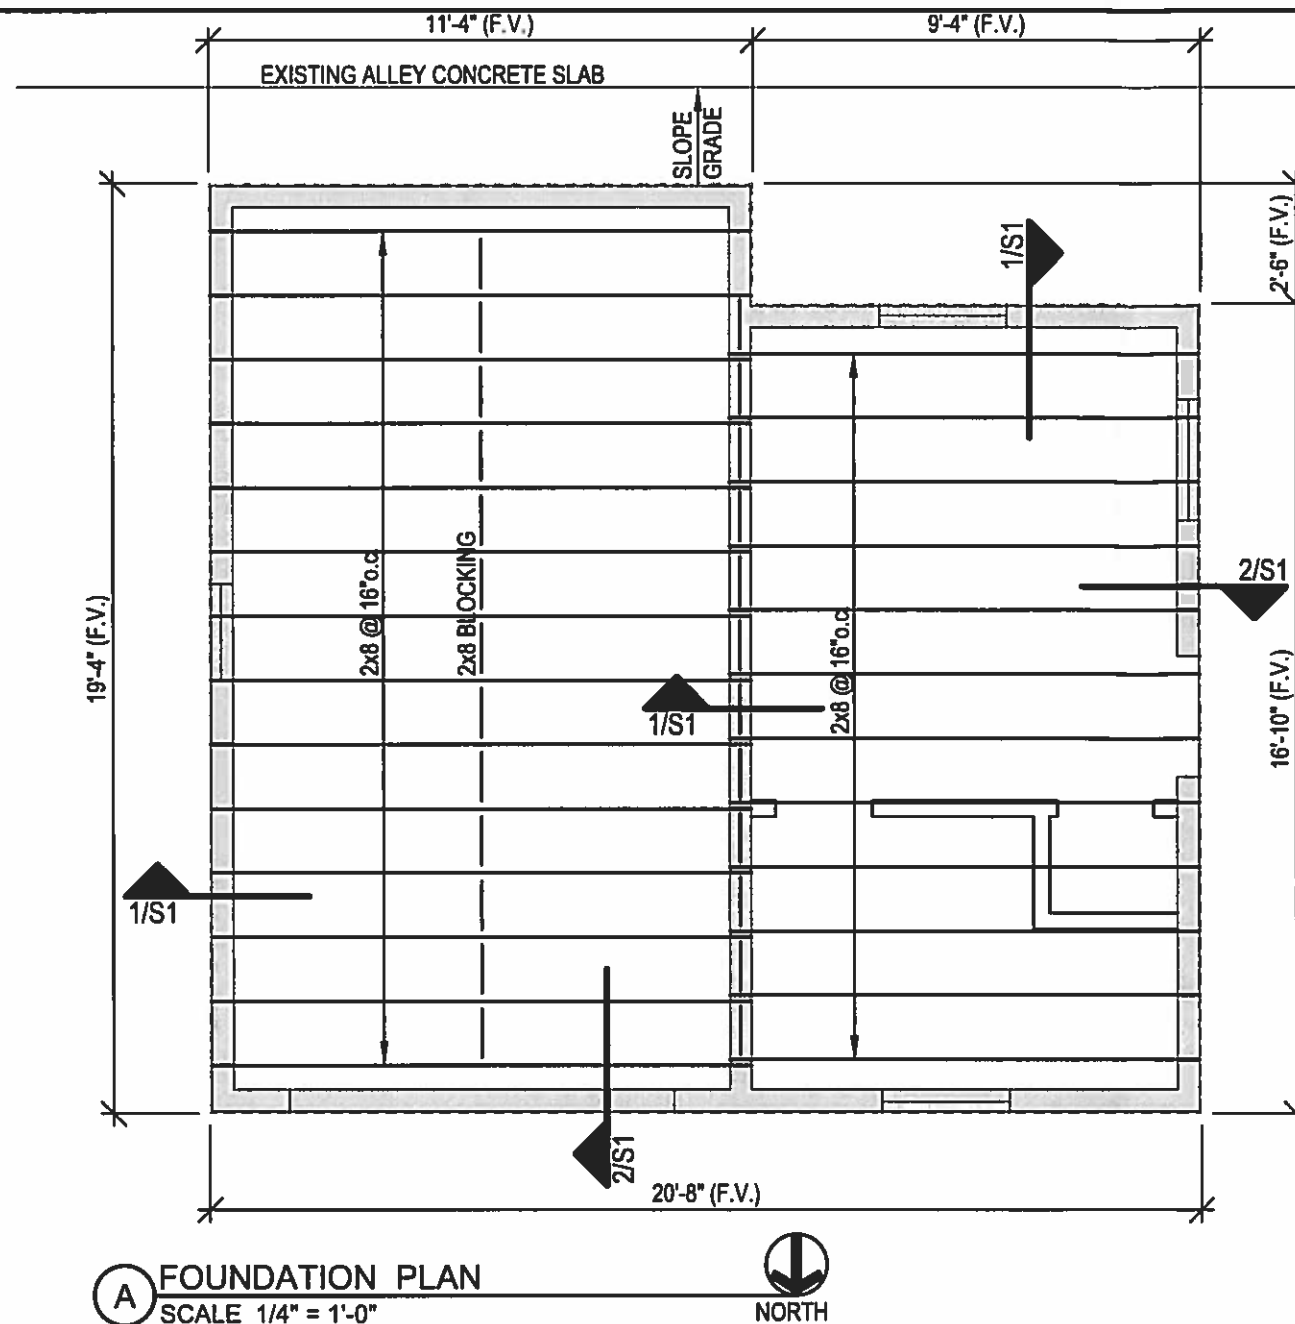 11'-4" (F.V.)
9'-4" (F.V.)
EXISTING ALLEY CONCRETE SLAB
SLOPE
GRADE
1/S1
2'-6" (F.V.)
2x8 @ 16"o.c.
2x8 BLOCKING
2x8 @ 16"o.c.
2/S1
19'-4" (F.V.)
1/S1
16'-10" (F.V.)
1/S1
2/S1
20'-8" (F.V.)
A
FOUNDATION PLAN
SCALE 1/4" = 1'-0"
NORTH